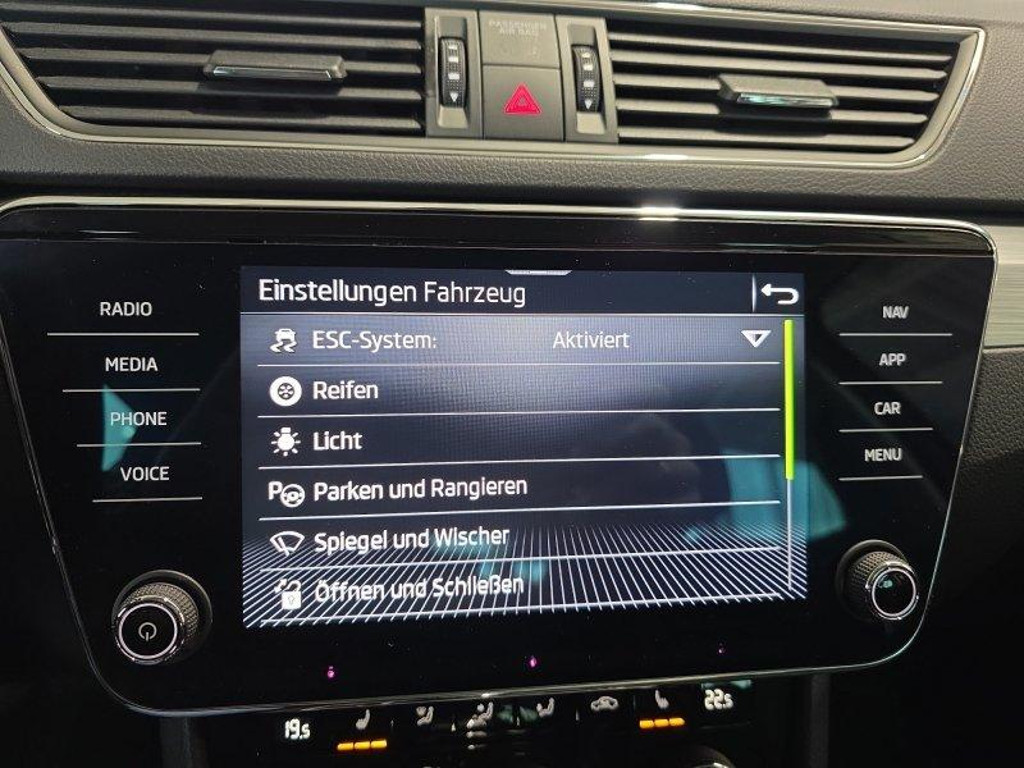 PASSENGER
AIR BAG
Einstellungen Fahrzeug
ESC-System: Aktiviert
Reifen
Licht
Parken und Rangieren
Spiegel und Wischer
Öffnen und Schließen
RADIO
MEDIA
PHONE
VOICE
NAV
APP
CAR
MENU
19.5
22.5